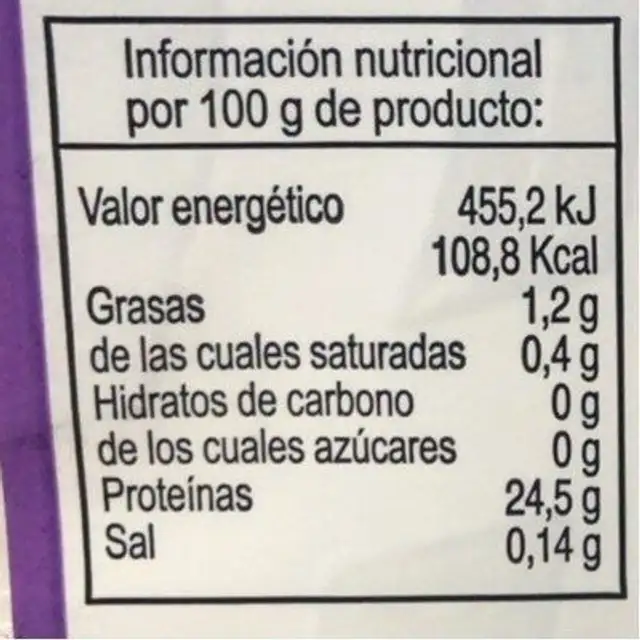 Información nutricional
por 100 g de producto:
Valor energético 455,2 kJ
108,8 Kcal
Grasas 1,2 g
de las cuales saturadas 0,4 g
Hidratos de carbono 0 g
de los cuales azúcares 0 g
Proteínas 24,5 g
Sal 0,14 g